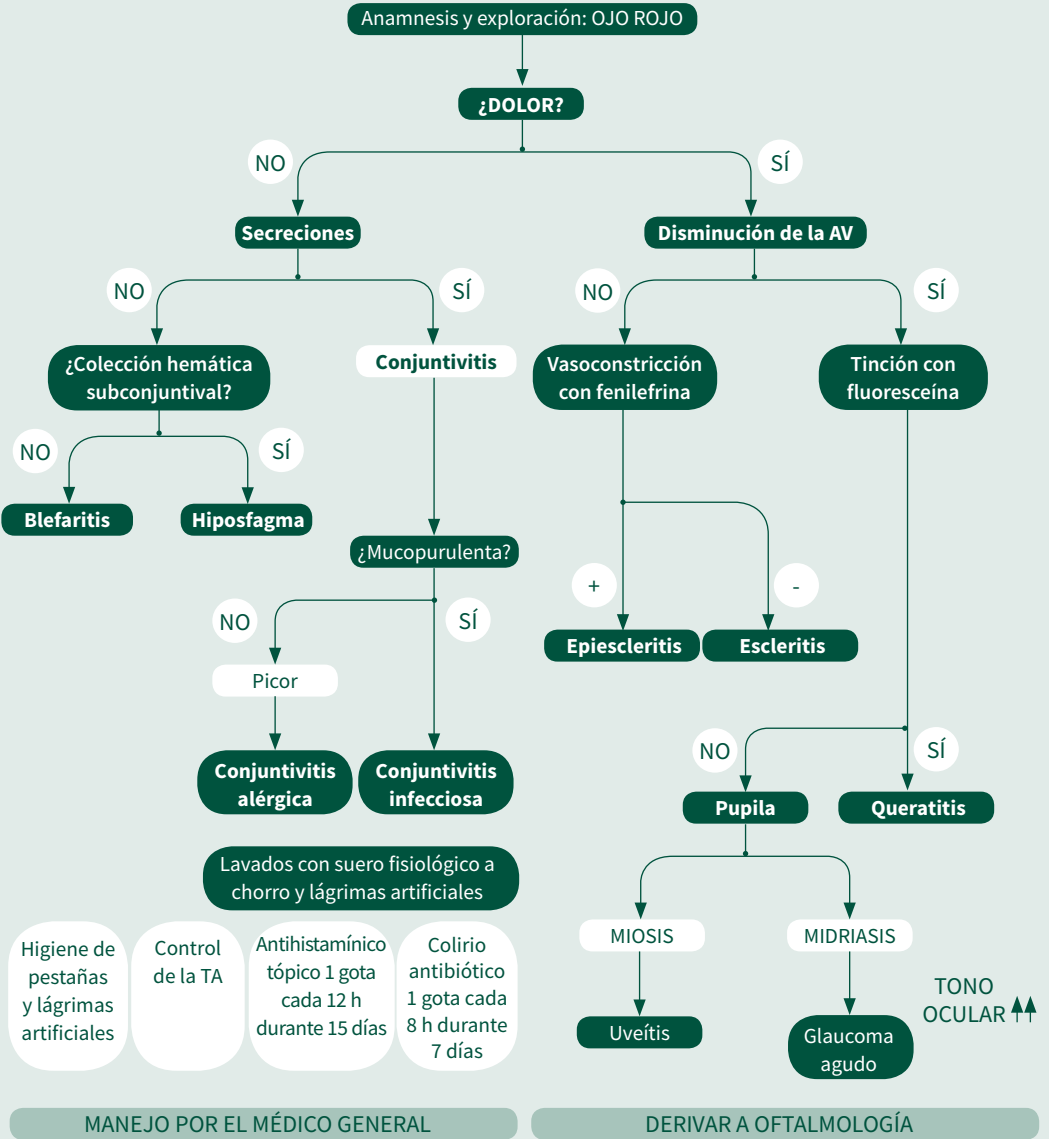 Anamnesis y exploración: OJO ROJO
¿DOLOR?
NO
SÍ
Secreciones
Disminución de la AV
NO
SÍ
NO
SÍ
¿Colección hemática
subconjuntival?
Conjuntivitis
Vasoconstricción
con fenilefrina
Tinción con
fluoresceína
NO
SÍ
Blefaritis
Hiposfagma
¿Mucopurulenta?
+
-
NO
SÍ
Epiescleritis
Escleritis
Picor
NO
SÍ
Conjuntivitis
alérgica
Conjuntivitis
infecciosa
Pupila
Queratitis
Lavados con suero fisiológico a
chorro y lágrimas artificiales
MIOSIS
MIDRIASIS
Higiene de
pestañas
y lágrimas
artificiales
Control
de la TA
Antihistamínico
tópico 1 gota
cada 12 h
durante 15 días
Colirio
antibiótico
1 gota cada
8 h durante
7 días
Uveítis
Glaucoma
agudo
TONO
OCULAR
MANEJO POR EL MÉDICO GENERAL
DERIVAR A OFTALMOLOGÍA